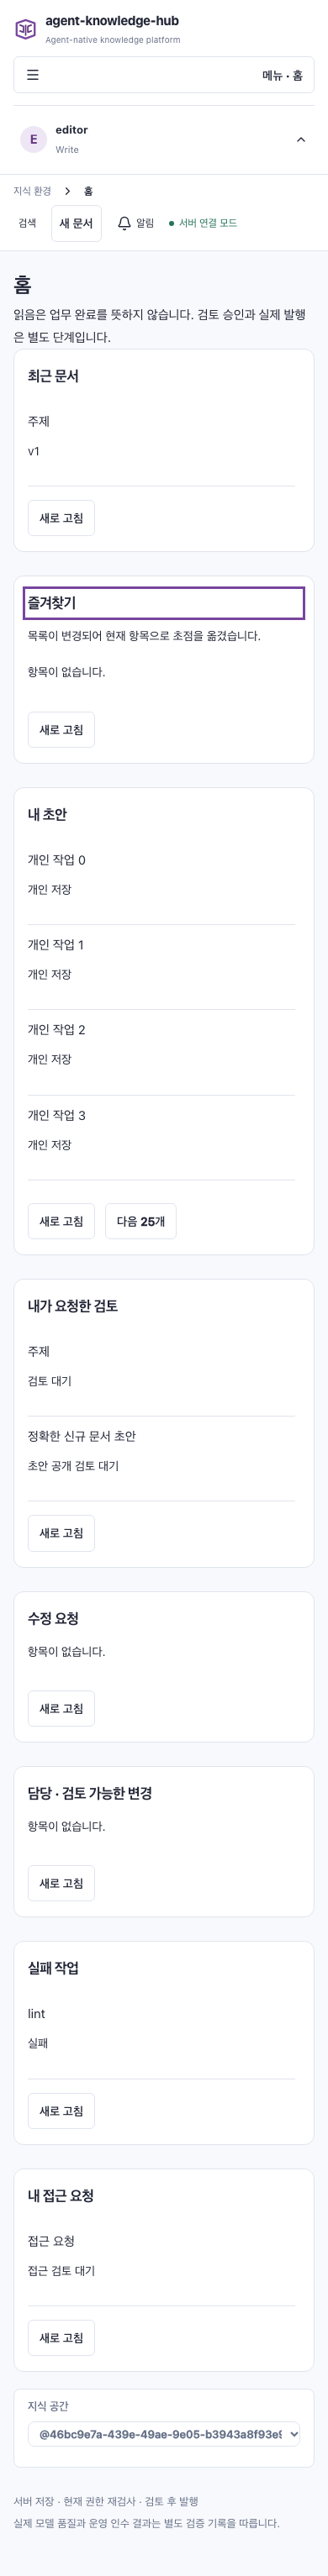 agent-knowledge-hub
Agent-native knowledge platform
메뉴 · 홈
E
editor
Write
지식 환경
홈
검색
새 문서
알림
서버 연결 모드
홈
읽음은 업무 완료를 뜻하지 않습니다. 검토 승인과 실제 발행
은 별도 단계입니다.
최근 문서
주제
v1
새로 고침
즐겨찾기
목록이 변경되어 현재 항목으로 초점을 옮겼습니다.
항목이 없습니다.
새로 고침
내 초안
개인 작업 0
개인 저장
개인 작업 1
개인 저장
개인 작업 2
개인 저장
개인 작업 3
개인 저장
새로 고침
다음 25개
내가 요청한 검토
주제
검토 대기
정확한 신규 문서 초안
초안 공개 검토 대기
새로 고침
수정 요청
항목이 없습니다.
새로 고침
담당 · 검토 가능한 변경
항목이 없습니다.
새로 고침
실패 작업
lint
실패
새로 고침
내 접근 요청
접근 요청
접근 검토 대기
새로 고침
지식 공간
@46bc9e7a-439e-49ae-9e05-b3943a8f93e9
서버 저장 · 현재 권한 재검사 · 검토 후 발행
실제 모델 품질과 운영 인수 결과는 별도 검증 기록을 따릅니다.